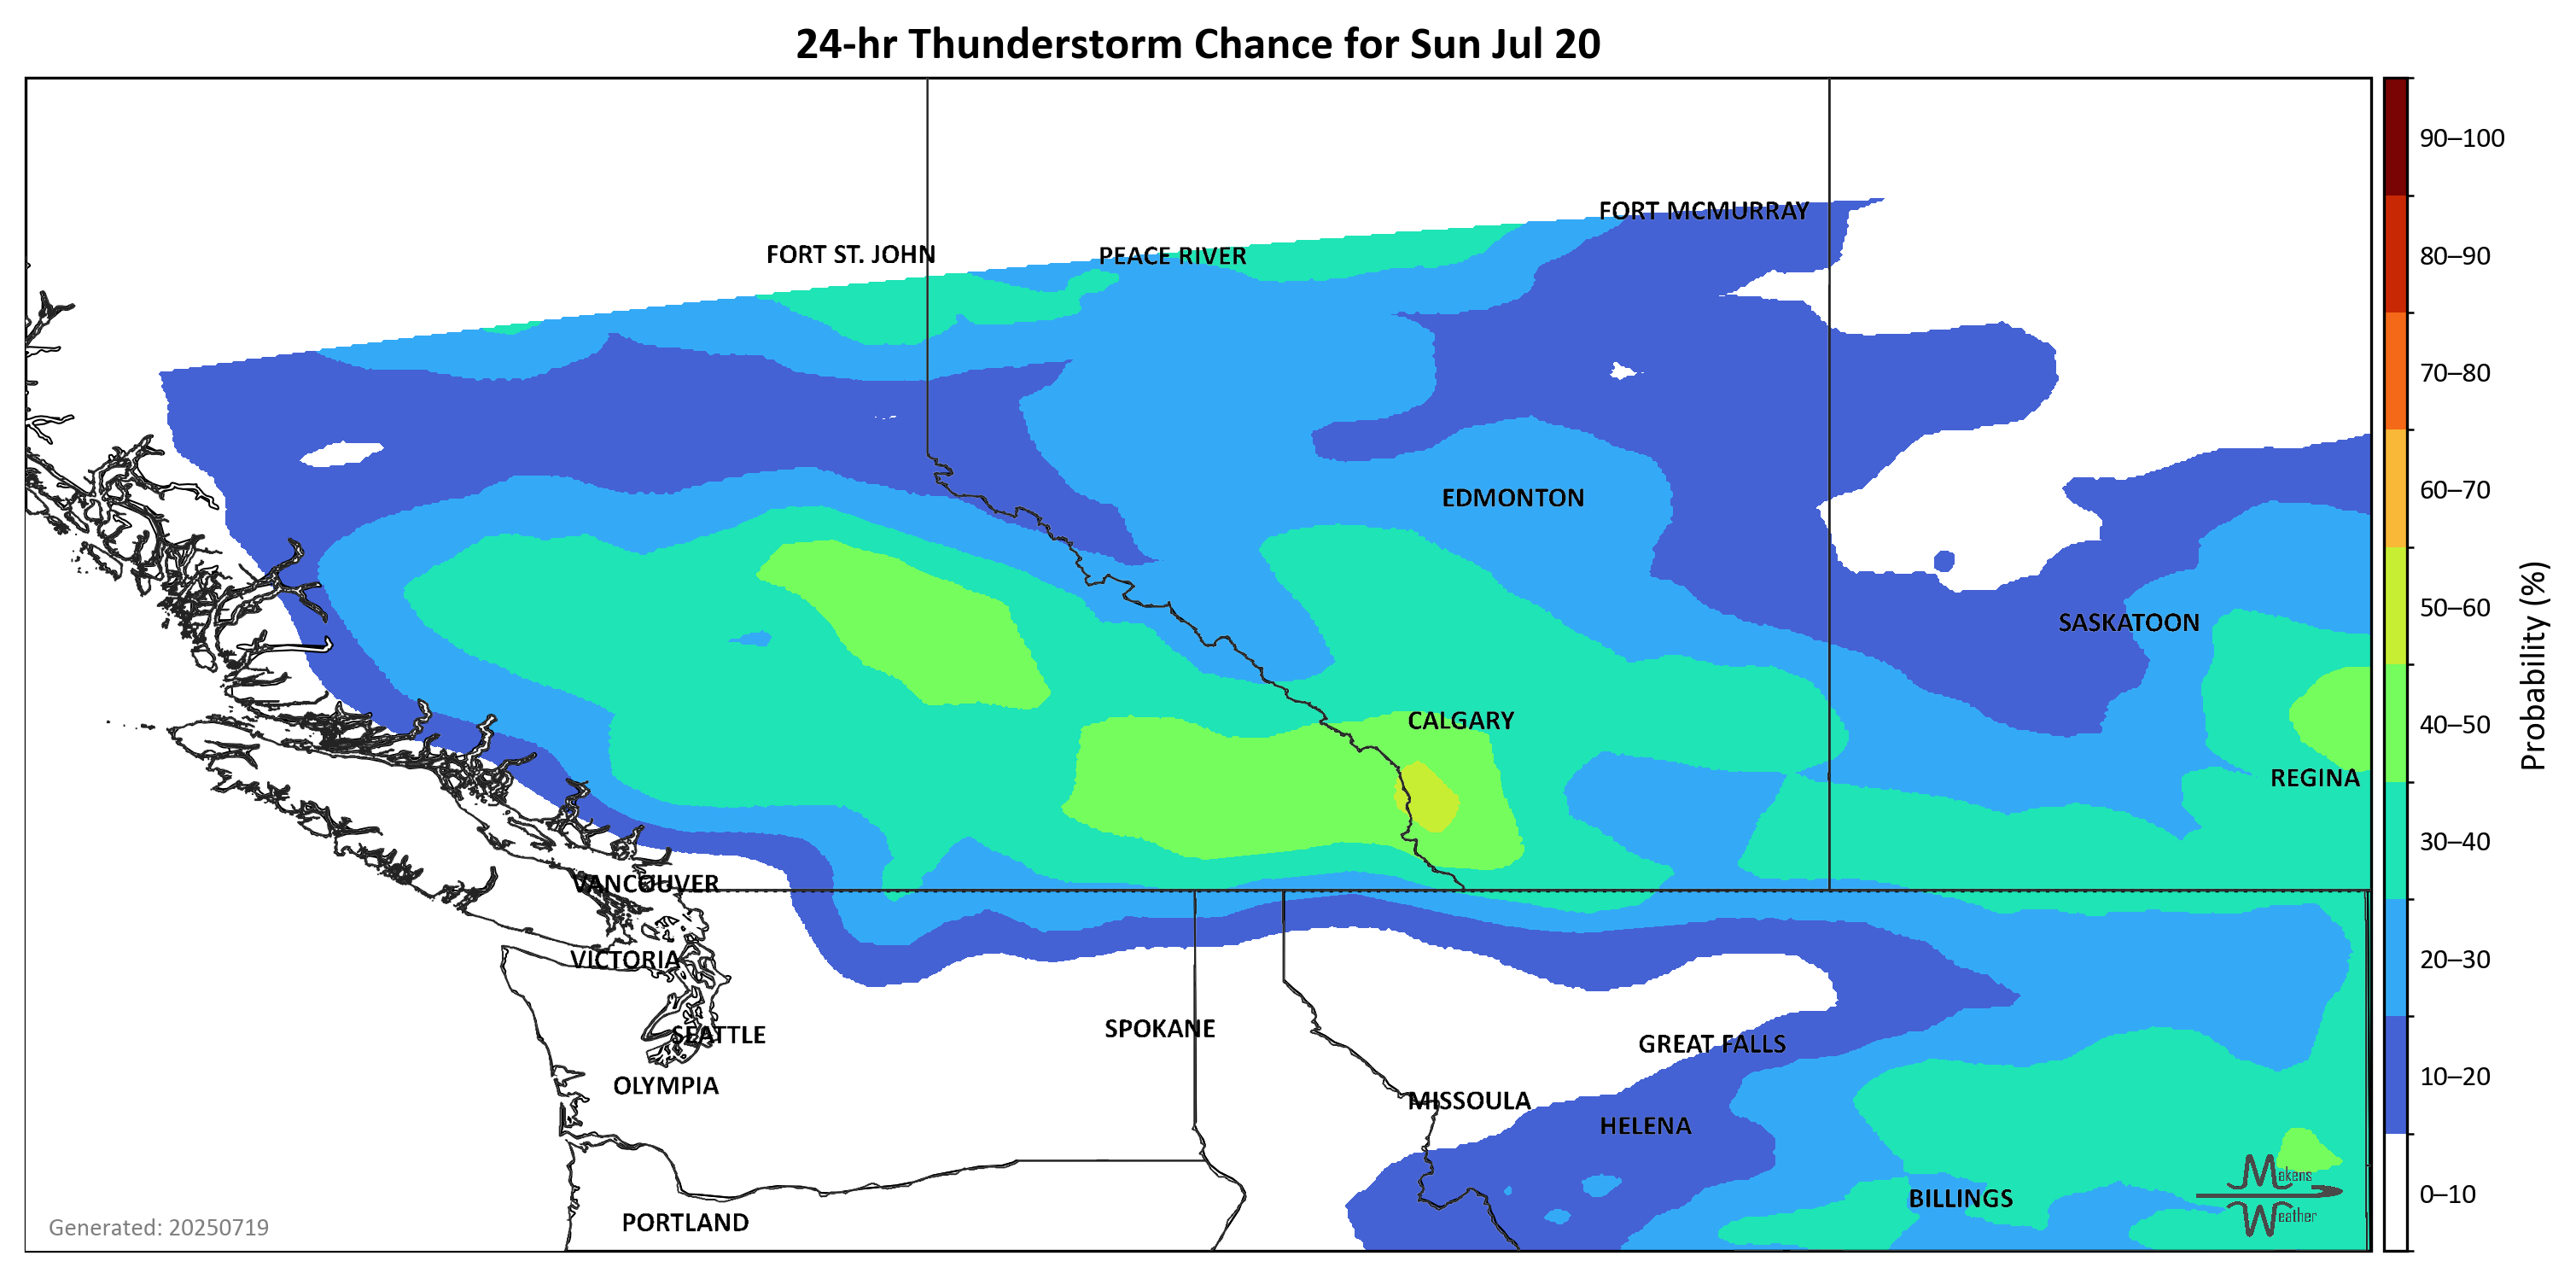 24-hr Thunderstorm Chance for Sun Jul 20
90–100
FORT MCMURRAY
FORT ST. JOHN
PEACE RIVER
80–90
70–80
EDMONTON
60–70
SASKATOON
50–60
CALGARY
40–50
REGINA
Probability (%)
30–40
VANCOUVER
VICTORIA
20–30
SEATTLE
SPOKANE
GREAT FALLS
OLYMPIA
MISSOULA
10–20
HELENA
Makens
Weather
BILLINGS
0–10
PORTLAND
Generated: 20250719